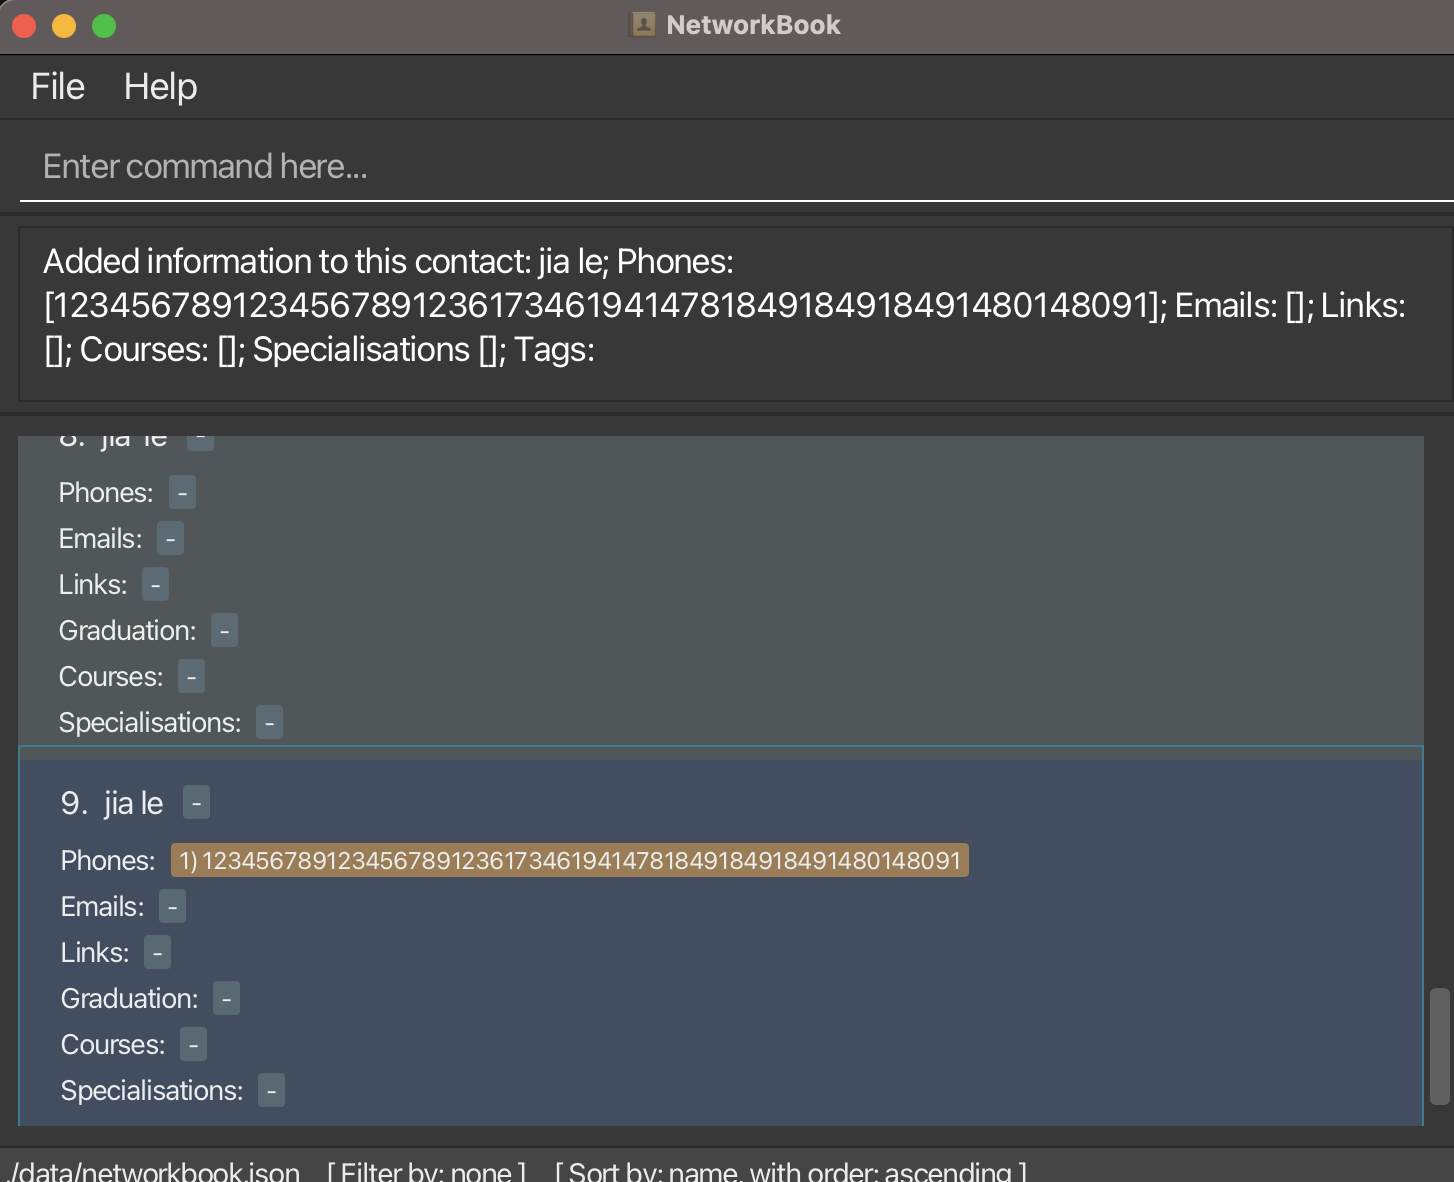 NetworkBook
File Help
Enter command here...
Added information to this contact: jia le; Phones:
[12345678912345678912361734619414781849184918491480148091]; Emails: []; Links:
[]; Courses: []; Specialisations []; Tags:
8. jia le -
Phones: -
Emails: -
Links: -
Graduation: -
Courses: -
Specialisations: -
9. jia le -
Phones: 1) 12345678912345678912361734619414781849184918491480148091
Emails: -
Links: -
Graduation: -
Courses: -
Specialisations: -
./data/networkbook.json [ Filter by: none ] [ Sort by: name, with order: ascending ]